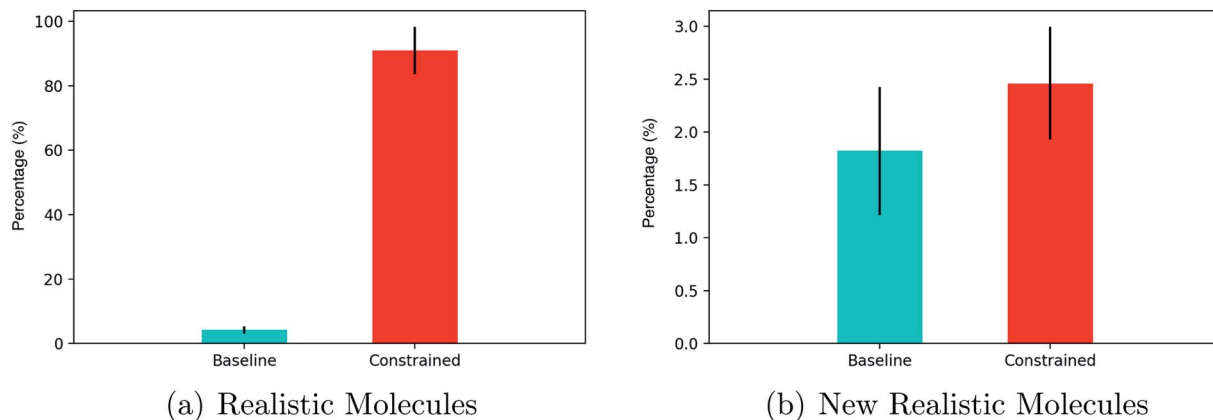 100
80
60
40
20
0
Percentage (%)
Baseline
Constrained
(a) Realistic Molecules
3.0
2.5
2.0
1.5
1.0
0.5
0.0
Percentage (%)
Baseline
Constrained
(b) New Realistic Molecules